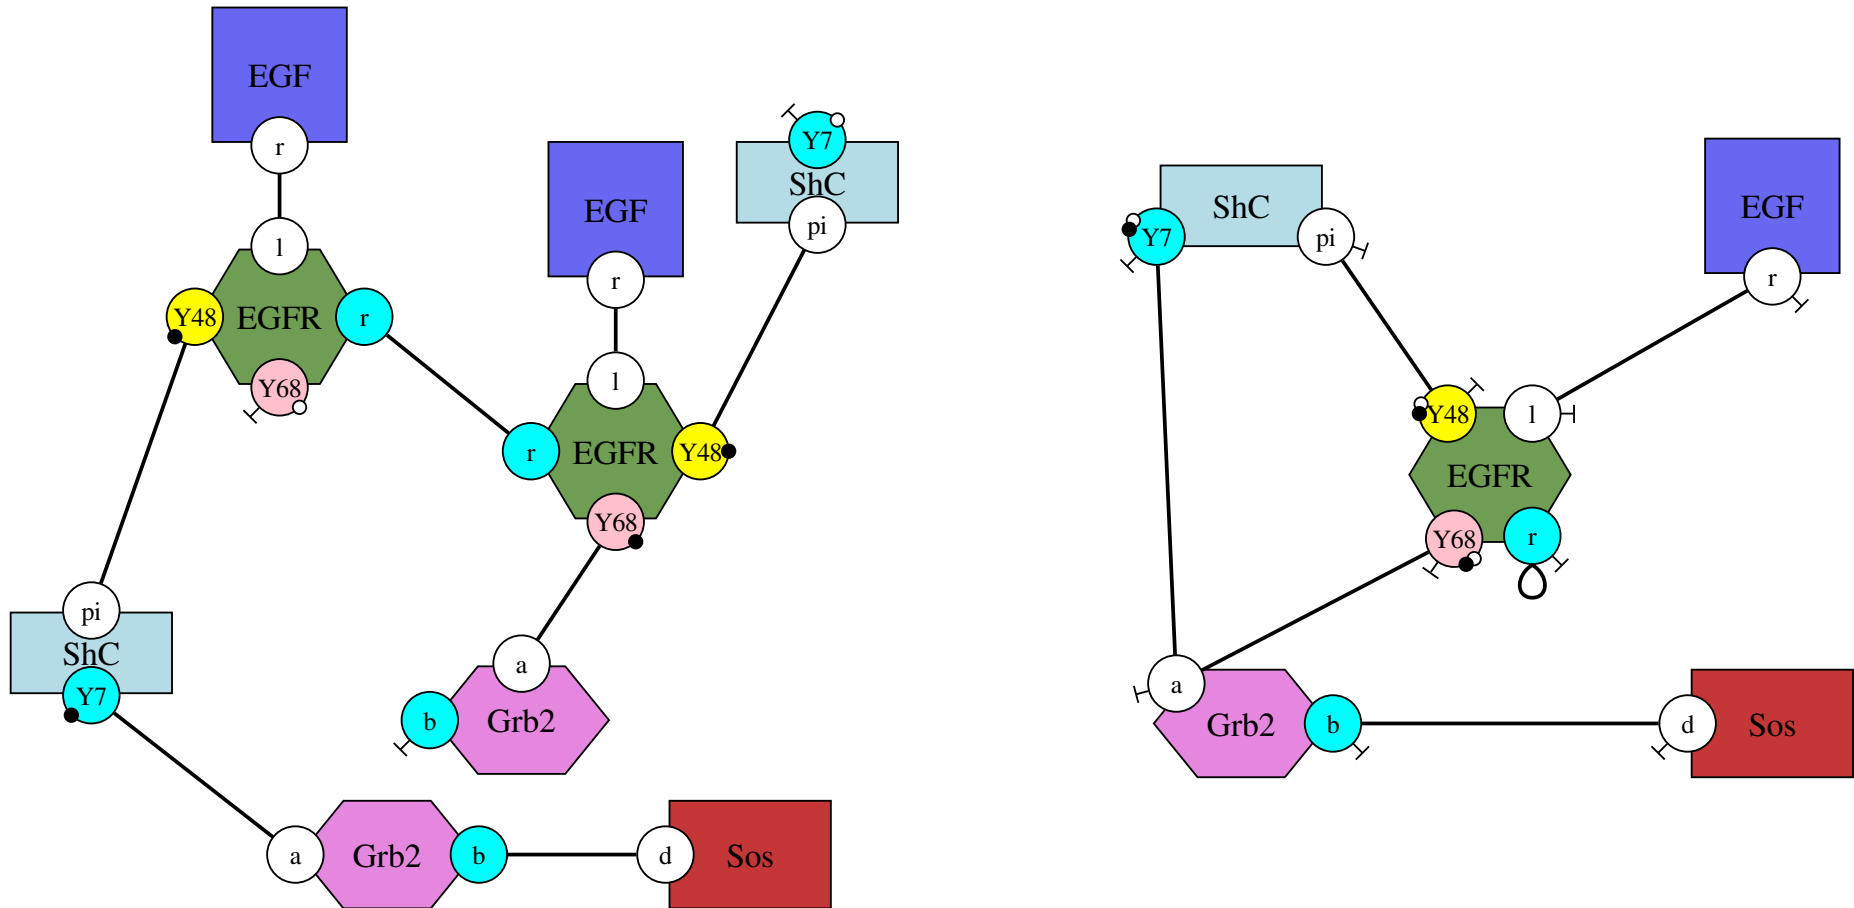 EGF
r
l
Y48
EGFR
r
Y68
EGF
r
l
r
EGFR
Y48
Y68
Y7
ShC
pi
pi
ShC
Y7
a
b
Grb2
a
Grb2
b
d
Sos
ShC
Y7
pi
EGF
r
Y48
l
EGFR
Y68
r
a
Grb2
b
d
Sos